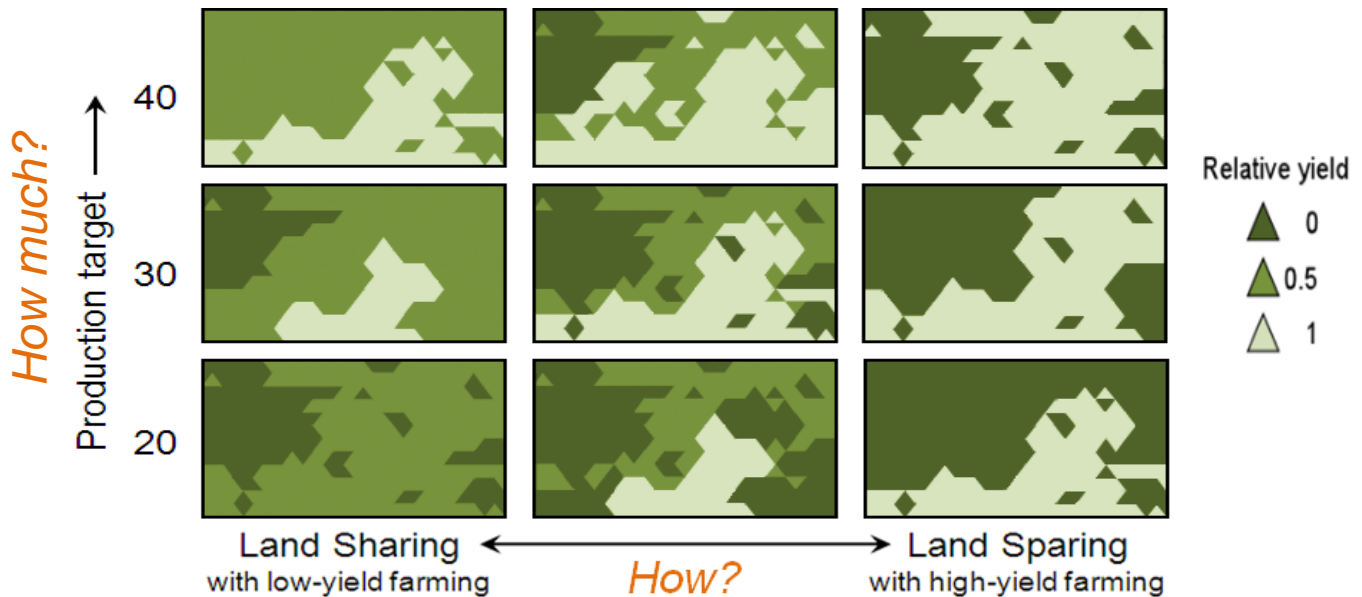 How much?
Production target
40
30
20
Relative yield
0
0.5
1
Land Sharing
with low-yield farming
How?
Land Sparing
with high-yield farming